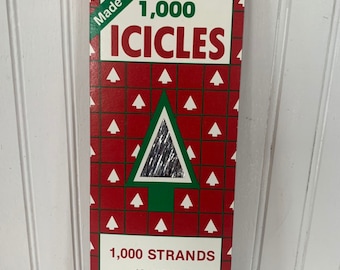 Made
1,000
ICICLES
1,000 STRANDS